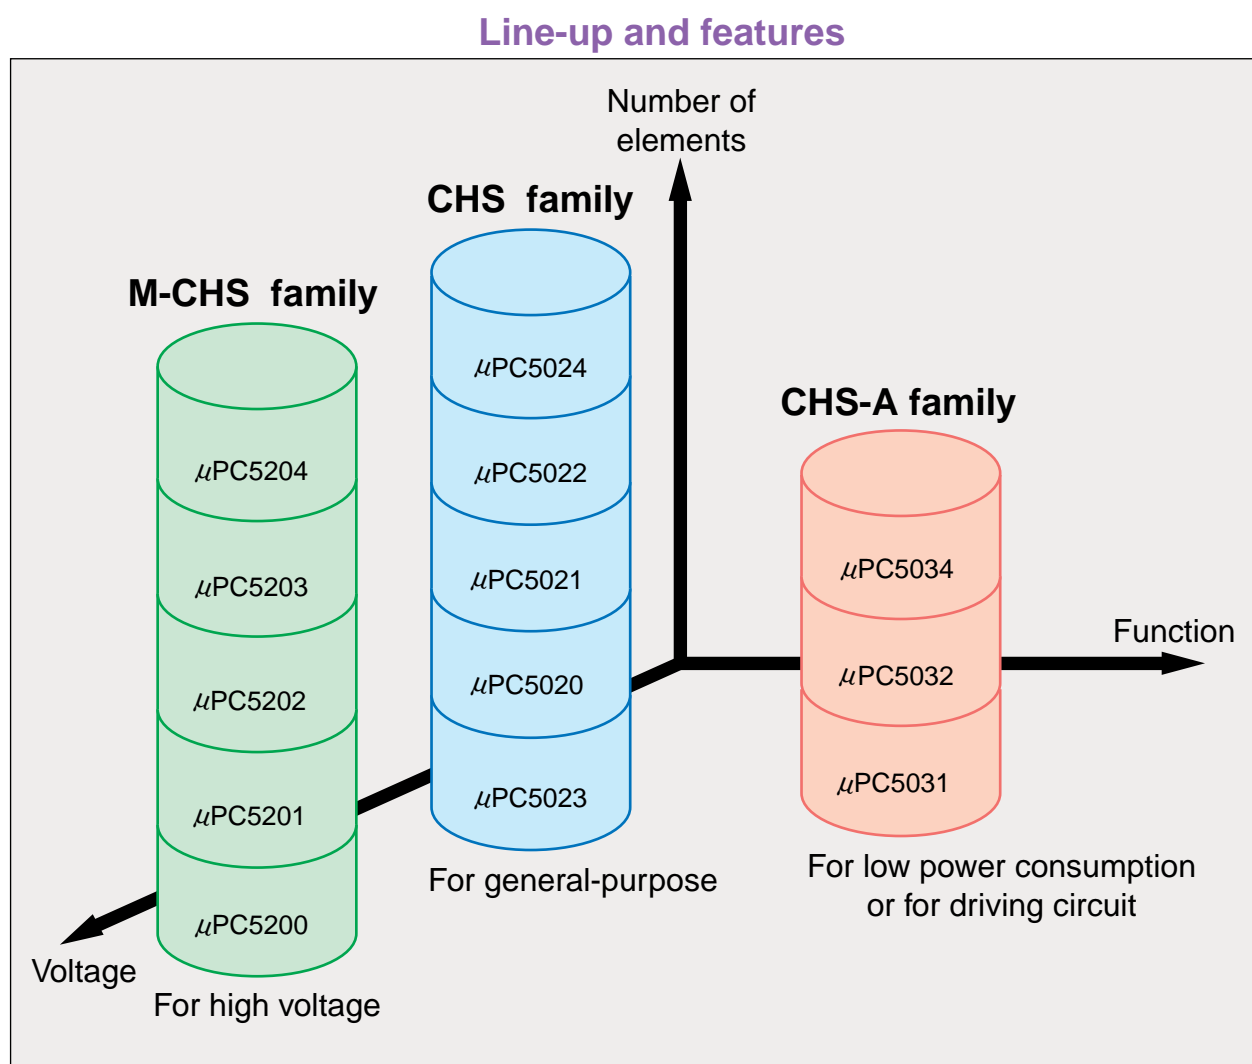 Line-up and features
Number of
elements
CHS family
M-CHS family
CHS-A family
μPC5024
μPC5022
μPC5021
μPC5020
μPC5023
μPC5204
μPC5203
μPC5202
μPC5201
μPC5200
μPC5034
μPC5032
μPC5031
Function
Voltage
For high voltage
For general-purpose
For low power consumption
or for driving circuit